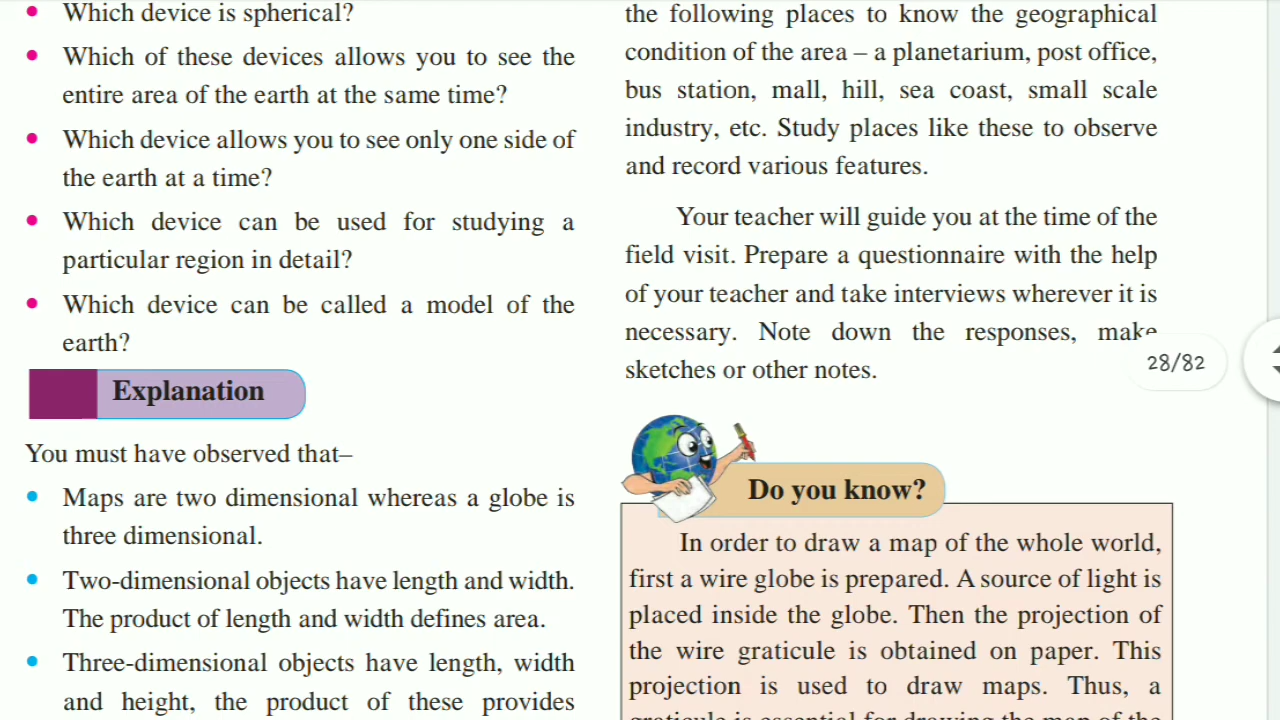 Which device is spherical?
Which of these devices allows you to see the
entire area of the earth at the same time?
Which device allows you to see only one side of
the earth at a time?
Which device can be used for studying a
particular region in detail?
Which device can be called a model of the
earth?
Explanation
You must have observed that–
Maps are two dimensional whereas a globe is
three dimensional.
Two-dimensional objects have length and width.
The product of length and width defines area.
Three-dimensional objects have length, width
and height, the product of these provides
the following places to know the geographical
condition of the area – a planetarium, post office,
bus station, mall, hill, sea coast, small scale
industry, etc. Study places like these to observe
and record various features.
Your teacher will guide you at the time of the
field visit. Prepare a questionnaire with the help
of your teacher and take interviews wherever it is
necessary. Note down the responses, make
sketches or other notes.
28/82
Do you know?
In order to draw a map of the whole world,
first a wire globe is prepared. A source of light is
placed inside the globe. Then the projection of
the wire graticule is obtained on paper. This
projection is used to draw maps. Thus, a
graticule is essential for drawing the map of the